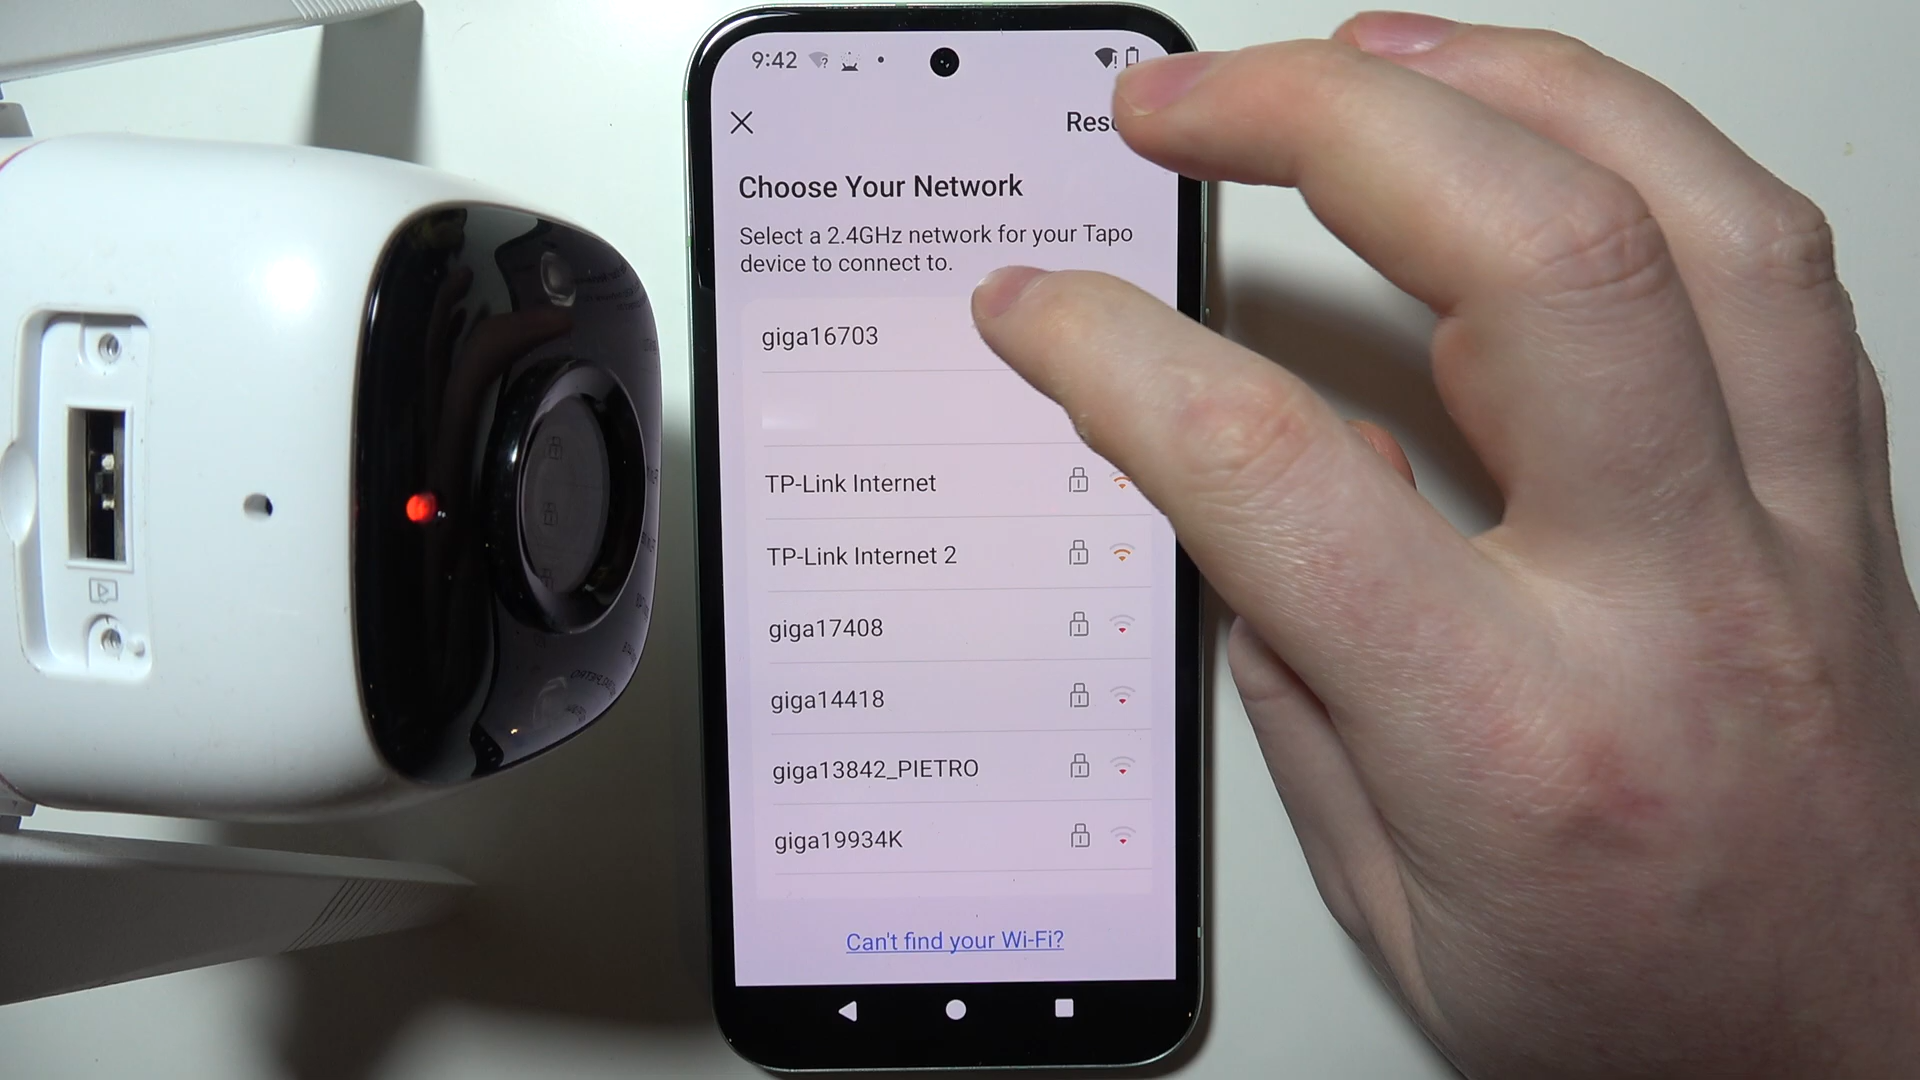 9:42
Choose Your Network
Select a 2.4GHz network for your Tapo
device to connect to.
giga16703
TP-Link Internet
TP-Link Internet 2
giga17408
giga14418
giga13842_PIETRO
giga19934K
Can't find your Wi-Fi?